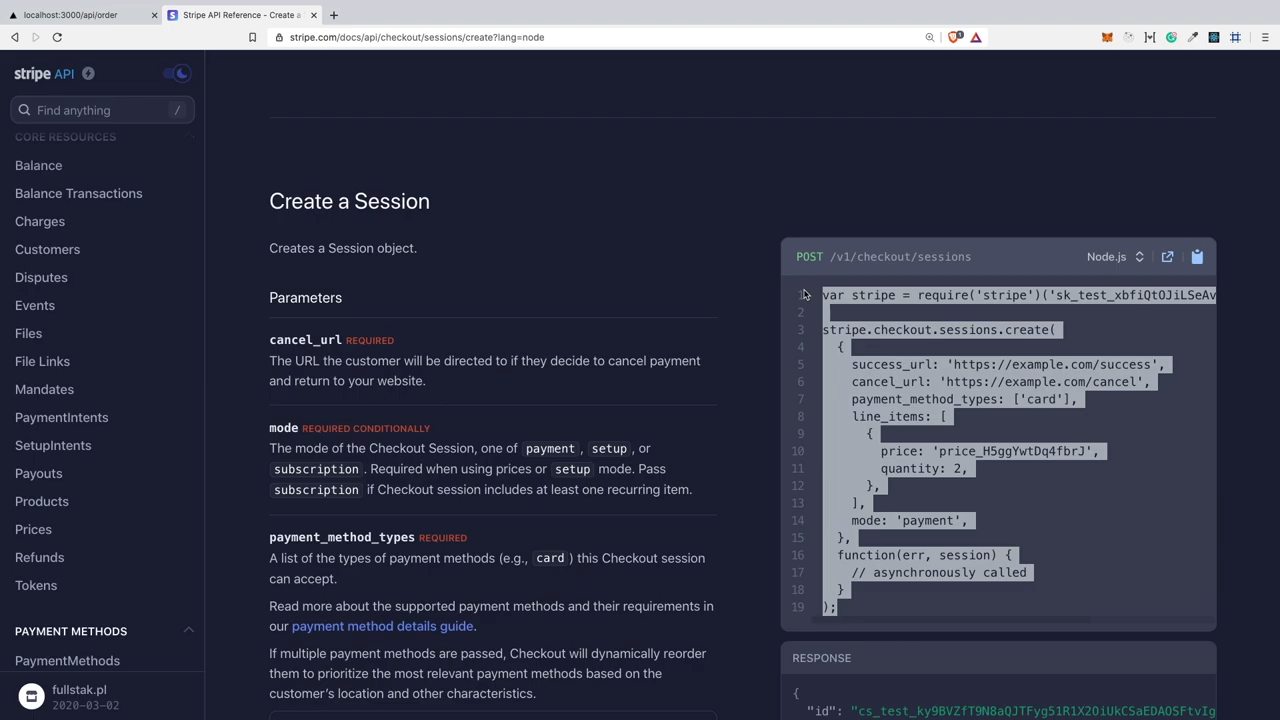 localhost:3000/api/order
Stripe API Reference - Create a
stripe.com/docs/api/checkout/sessions/create?lang=node
1
stripe API
Find anything
/
CORE RESOURCES
Balance
Balance Transactions
Charges
Customers
Disputes
Events
Files
File Links
Mandates
PaymentIntents
SetupIntents
Payouts
Products
Prices
Refunds
Tokens
PAYMENT METHODS
PaymentMethods
fullstak.pl
2020-03-02
Create a Session
Creates a Session object.
Parameters
cancel_url REQUIRED
The URL the customer will be directed to if they decide to cancel payment
and return to your website.
mode REQUIRED CONDITIONALLY
The mode of the Checkout Session, one of payment, setup, or
subscription. Required when using prices or setup mode. Pass
subscription if Checkout session includes at least one recurring item.
payment_method_types REQUIRED
A list of the types of payment methods (e.g., card) this Checkout session
can accept.
Read more about the supported payment methods and their requirements in
our payment method details guide.
If multiple payment methods are passed, Checkout will dynamically reorder
them to prioritize the most relevant payment methods based on the
customer's location and other characteristics.
POST /v1/checkout/sessions
Node.js
1 var stripe = require('stripe')('sk_test_xbfiQtOJiLSeAv
2
3 stripe.checkout.sessions.create(
4 {
5 success_url: 'https://example.com/success',
6 cancel_url: 'https://example.com/cancel',
7 payment_method_types: ['card'],
8 line_items: [
9 {
10 price: 'price_H5ggYwtDq4fbrJ',
11 quantity: 2,
12 },
13 ],
14 mode: 'payment',
15 },
16 function(err, session) {
17 // asynchronously called
18 }
19 );
RESPONSE
{
"id": "cs_test_ky9BVZfT9N8aQJTFyg51R1X2OiUkCSaEDAOSFtvIg